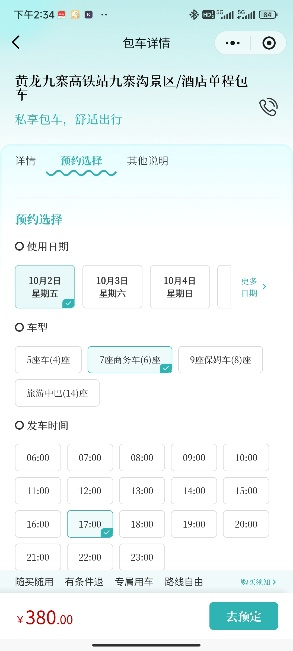 下午2:34
84
包车详情
黄龙九寨高铁站九寨沟景区/酒店单程包
车
私享包车，舒适出行
详情 预约选择 其他说明
预约选择
使用日期
10月2日 10月3日 10月4日 更多
星期五 星期六 星期日 日期
车型
5座车(4)座 7座商务车(6)座 9座保姆车(8)座
旅游中巴(14)座
发车时间
06:00 07:00 08:00 09:00 10:00
11:00 12:00 13:00 14:00 15:00
16:00 17:00 18:00 19:00 20:00
21:00 22:00 23:00
随买随用 有条件退 专属用车 路线自由 购买须知
¥380.00 去预定